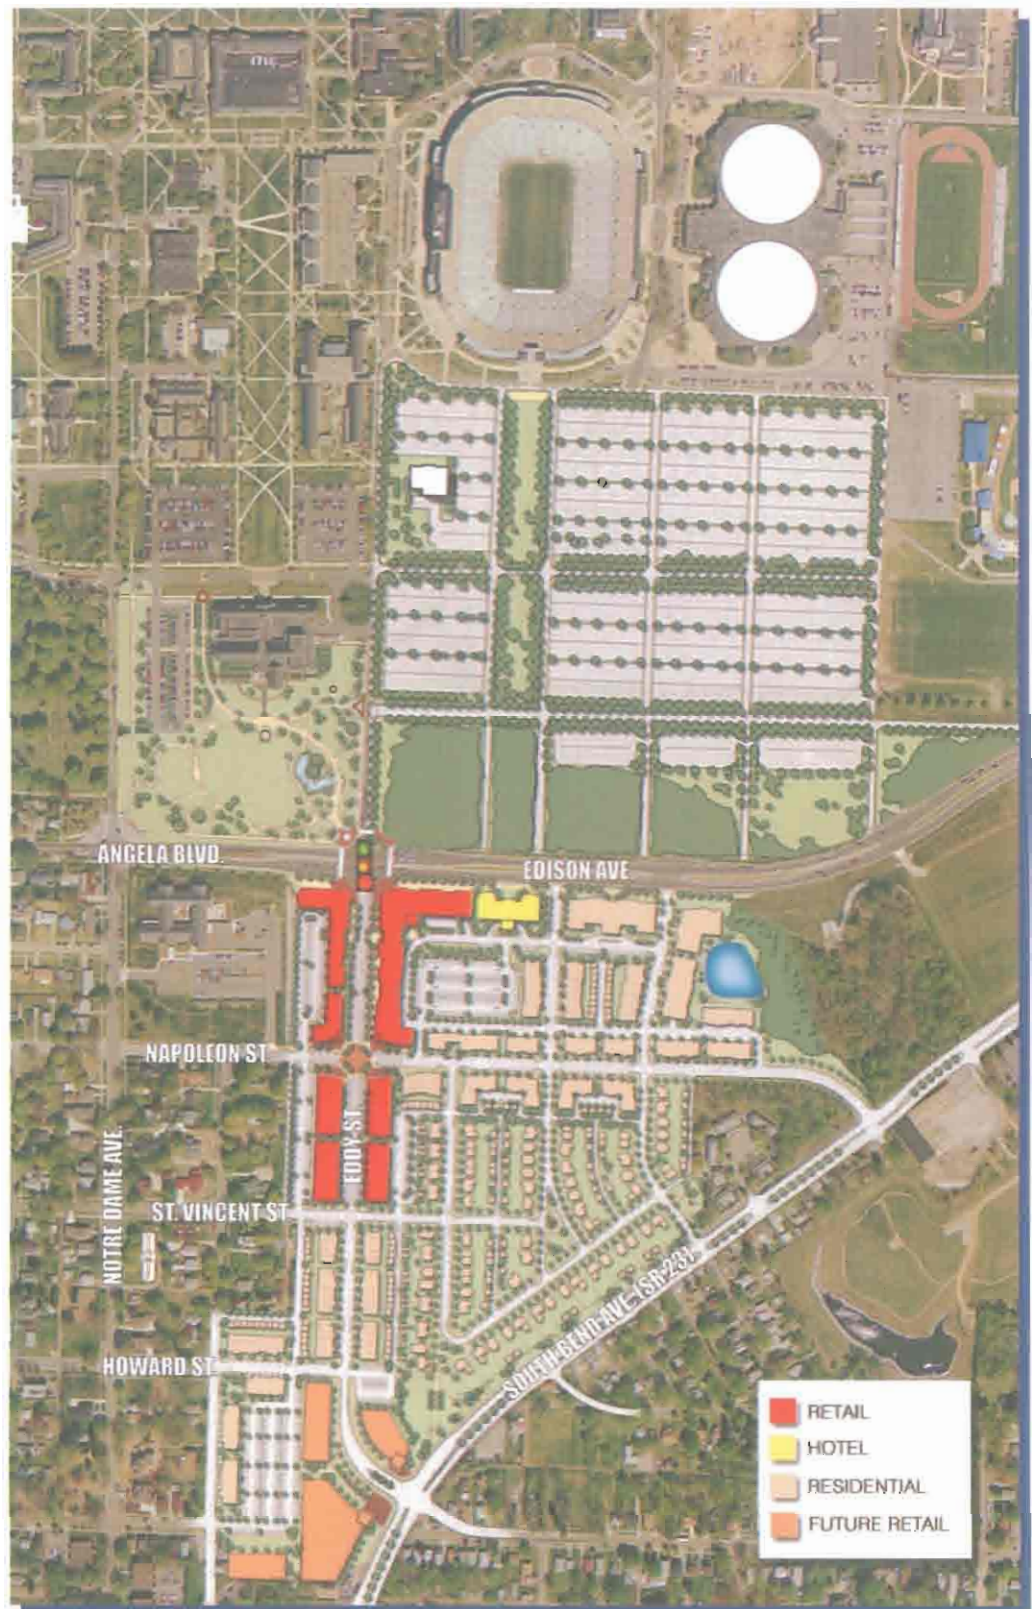 ANGELA BLVD.
EDISON AVE
NAPOLEON ST
EDDY ST
NOTRE DAME AVE.
ST. VINCENT ST
SOUTH BEND AVE (SR-23)
HOWARD ST.
RETAIL
HOTEL
RESIDENTIAL
FUTURE RETAIL